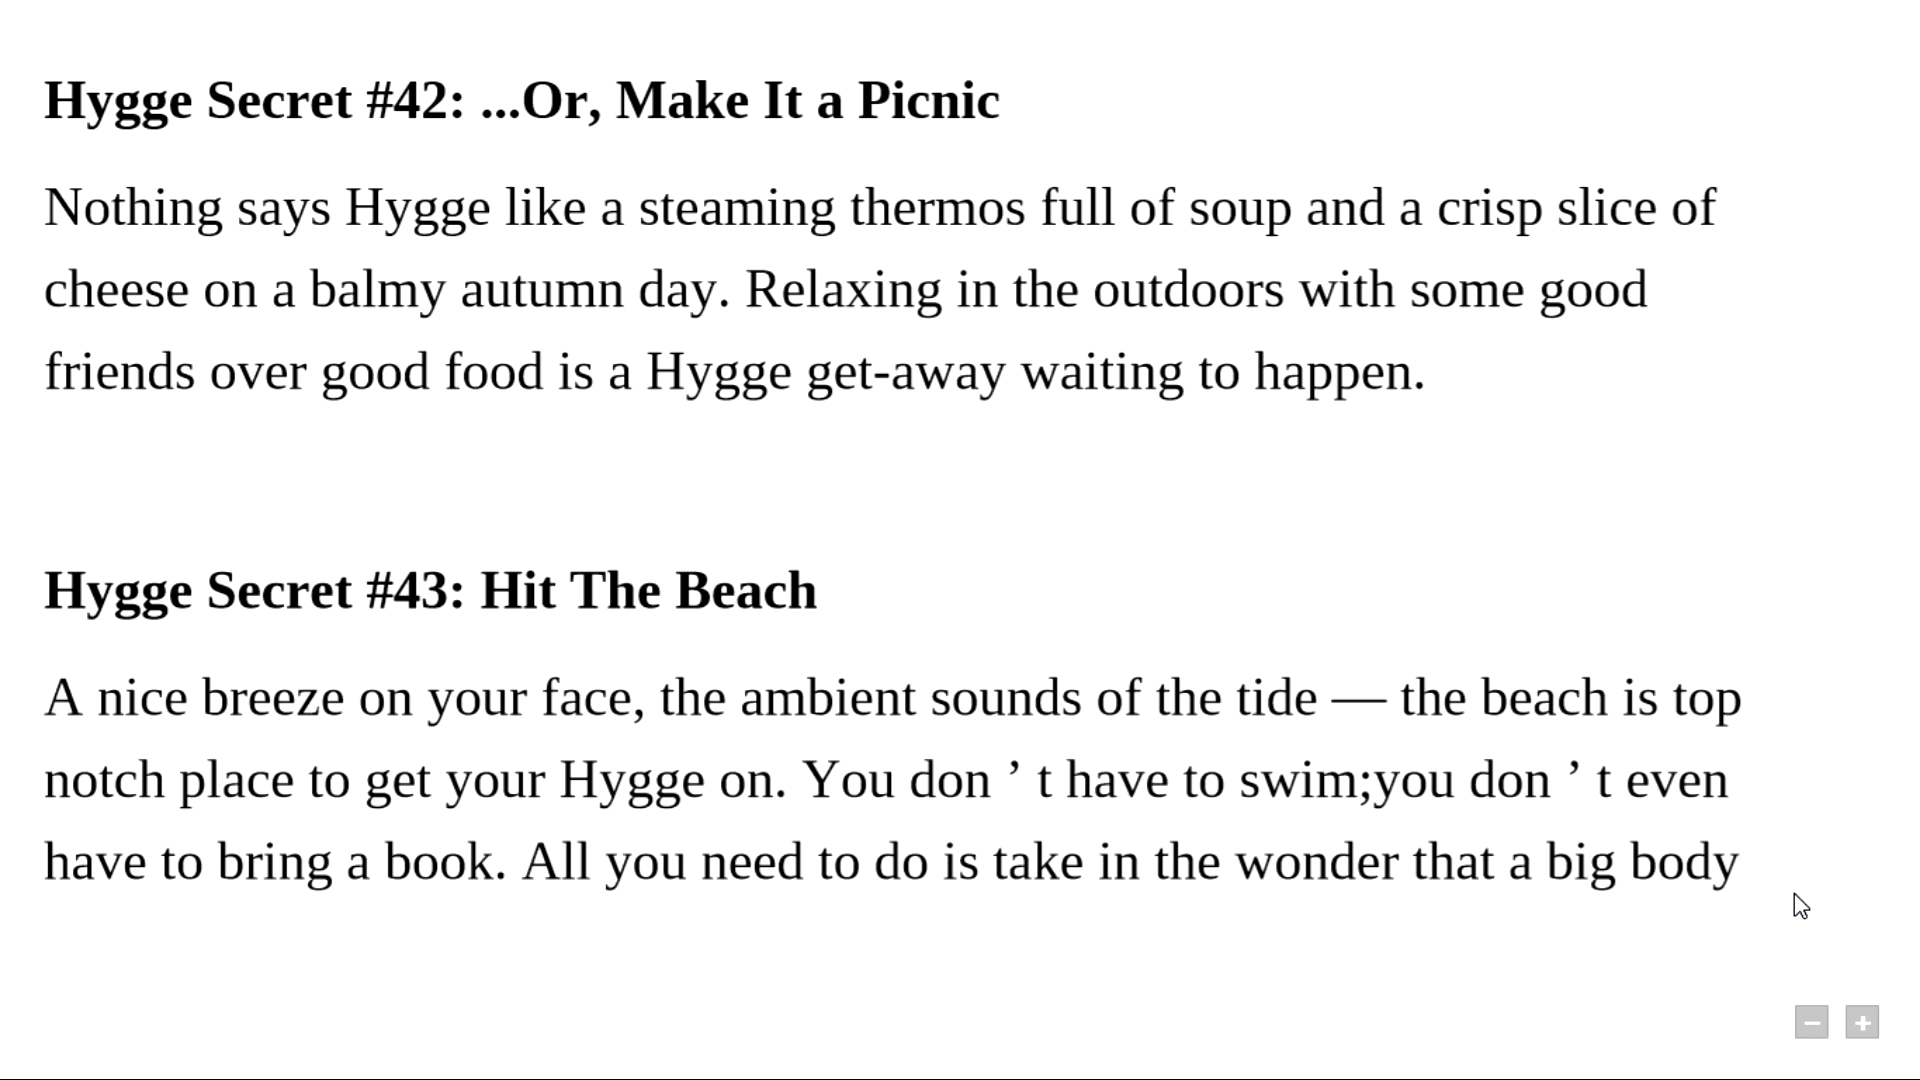 Hygge Secret #42: ...Or, Make It a Picnic
Nothing says Hygge like a steaming thermos full of soup and a crisp slice of
cheese on a balmy autumn day. Relaxing in the outdoors with some good
friends over good food is a Hygge get-away waiting to happen.
Hygge Secret #43: Hit The Beach
A nice breeze on your face, the ambient sounds of the tide — the beach is top
notch place to get your Hygge on. You don ’ t have to swim;you don ’ t even
have to bring a book. All you need to do is take in the wonder that a big body